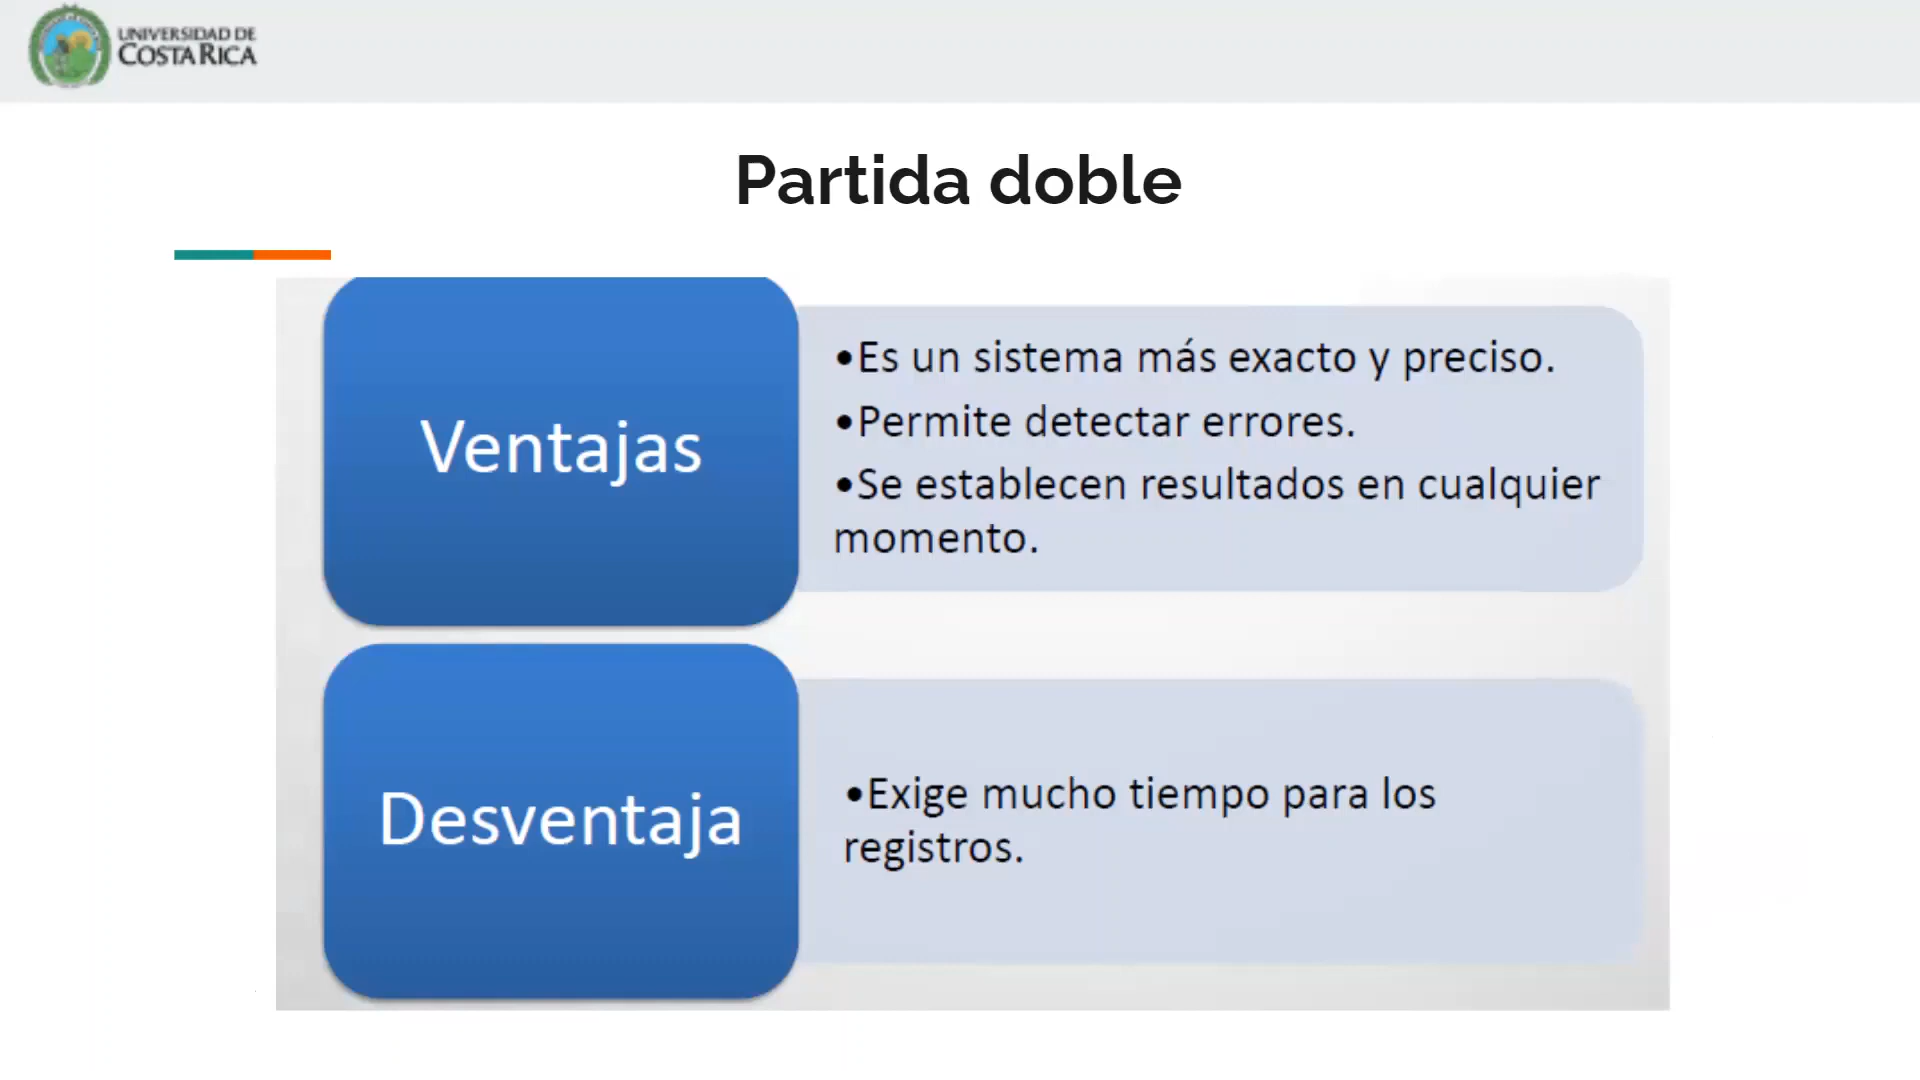 UNIVERSIDAD DE
COSTA RICA
Partida doble
Ventajas
•Es un sistema más exacto y preciso.
•Permite detectar errores.
•Se establecen resultados en cualquier
momento.
Desventaja
•Exige mucho tiempo para los
registros.